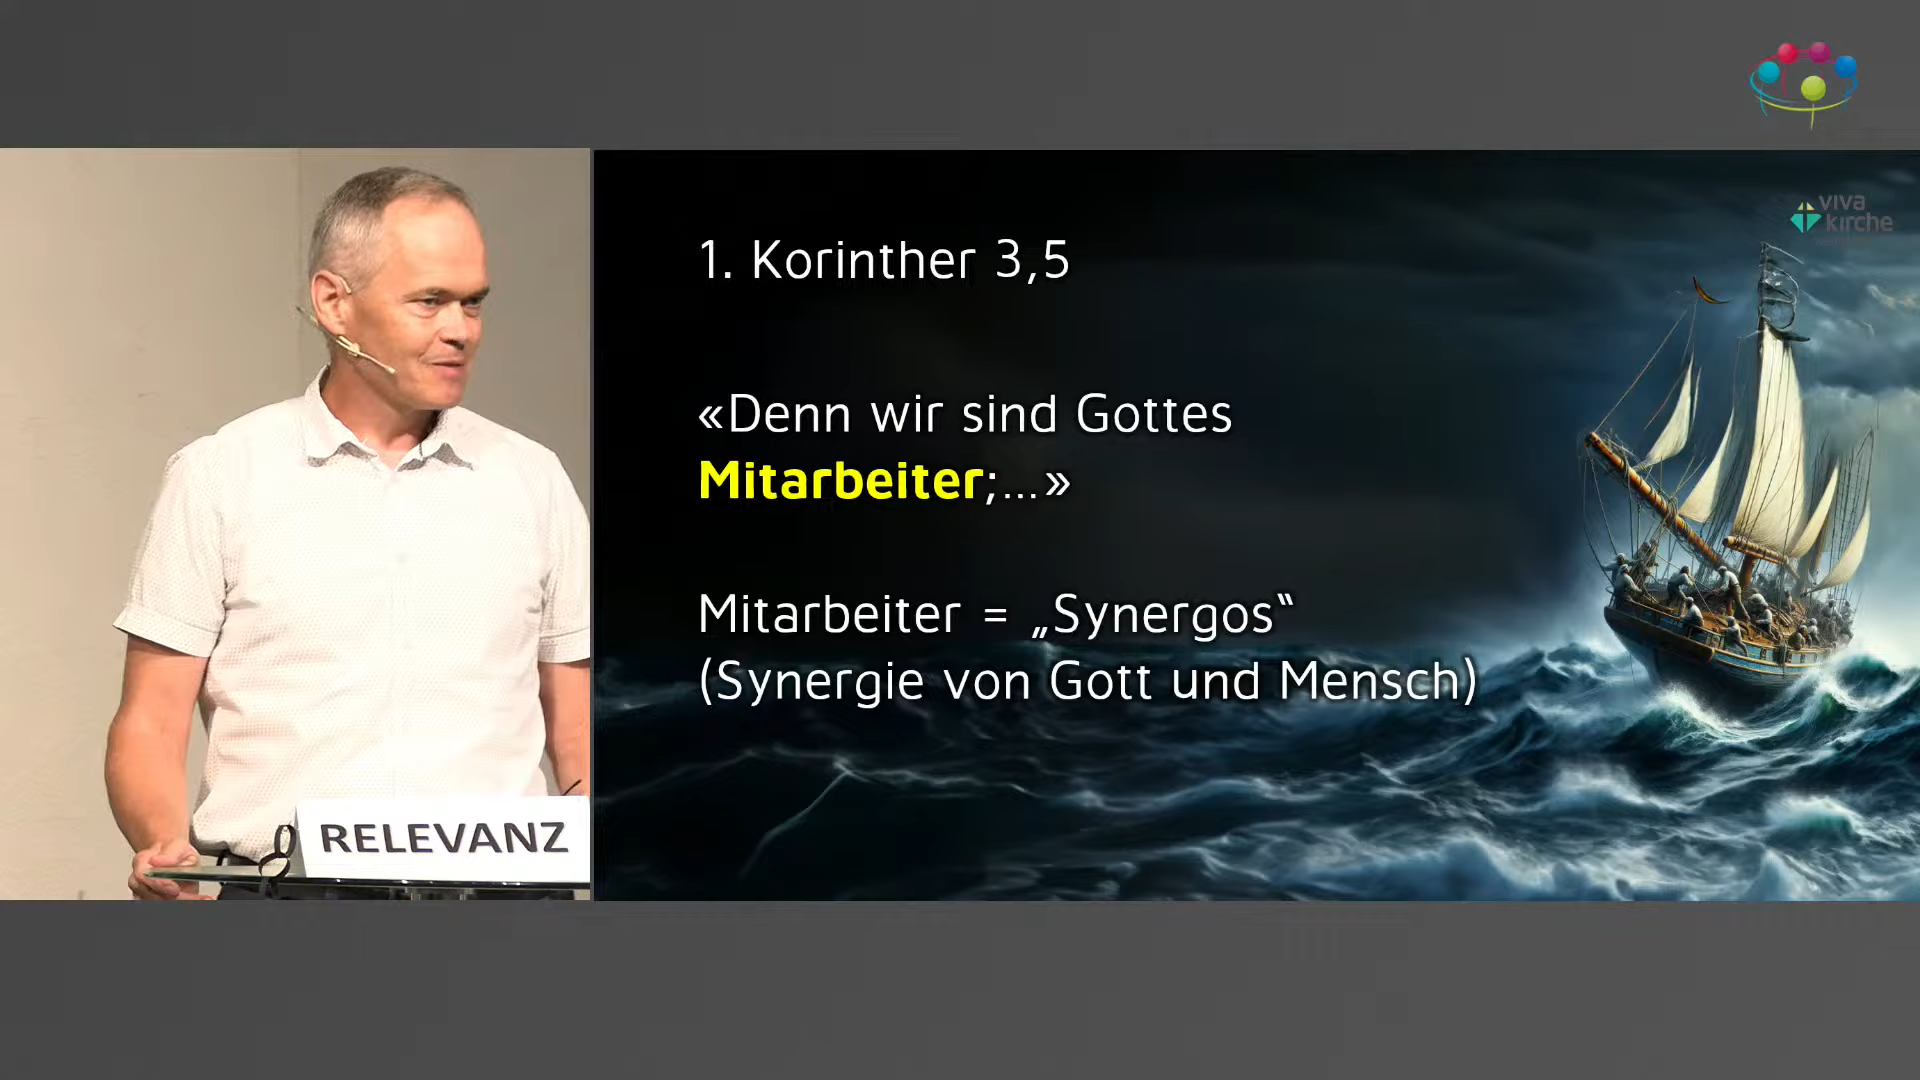 viva
kirche
1. Korinther 3,5
«Denn wir sind Gottes
Mitarbeiter;...»
Mitarbeiter = „Synergos“
(Synergie von Gott und Mensch)
RELEVANZ